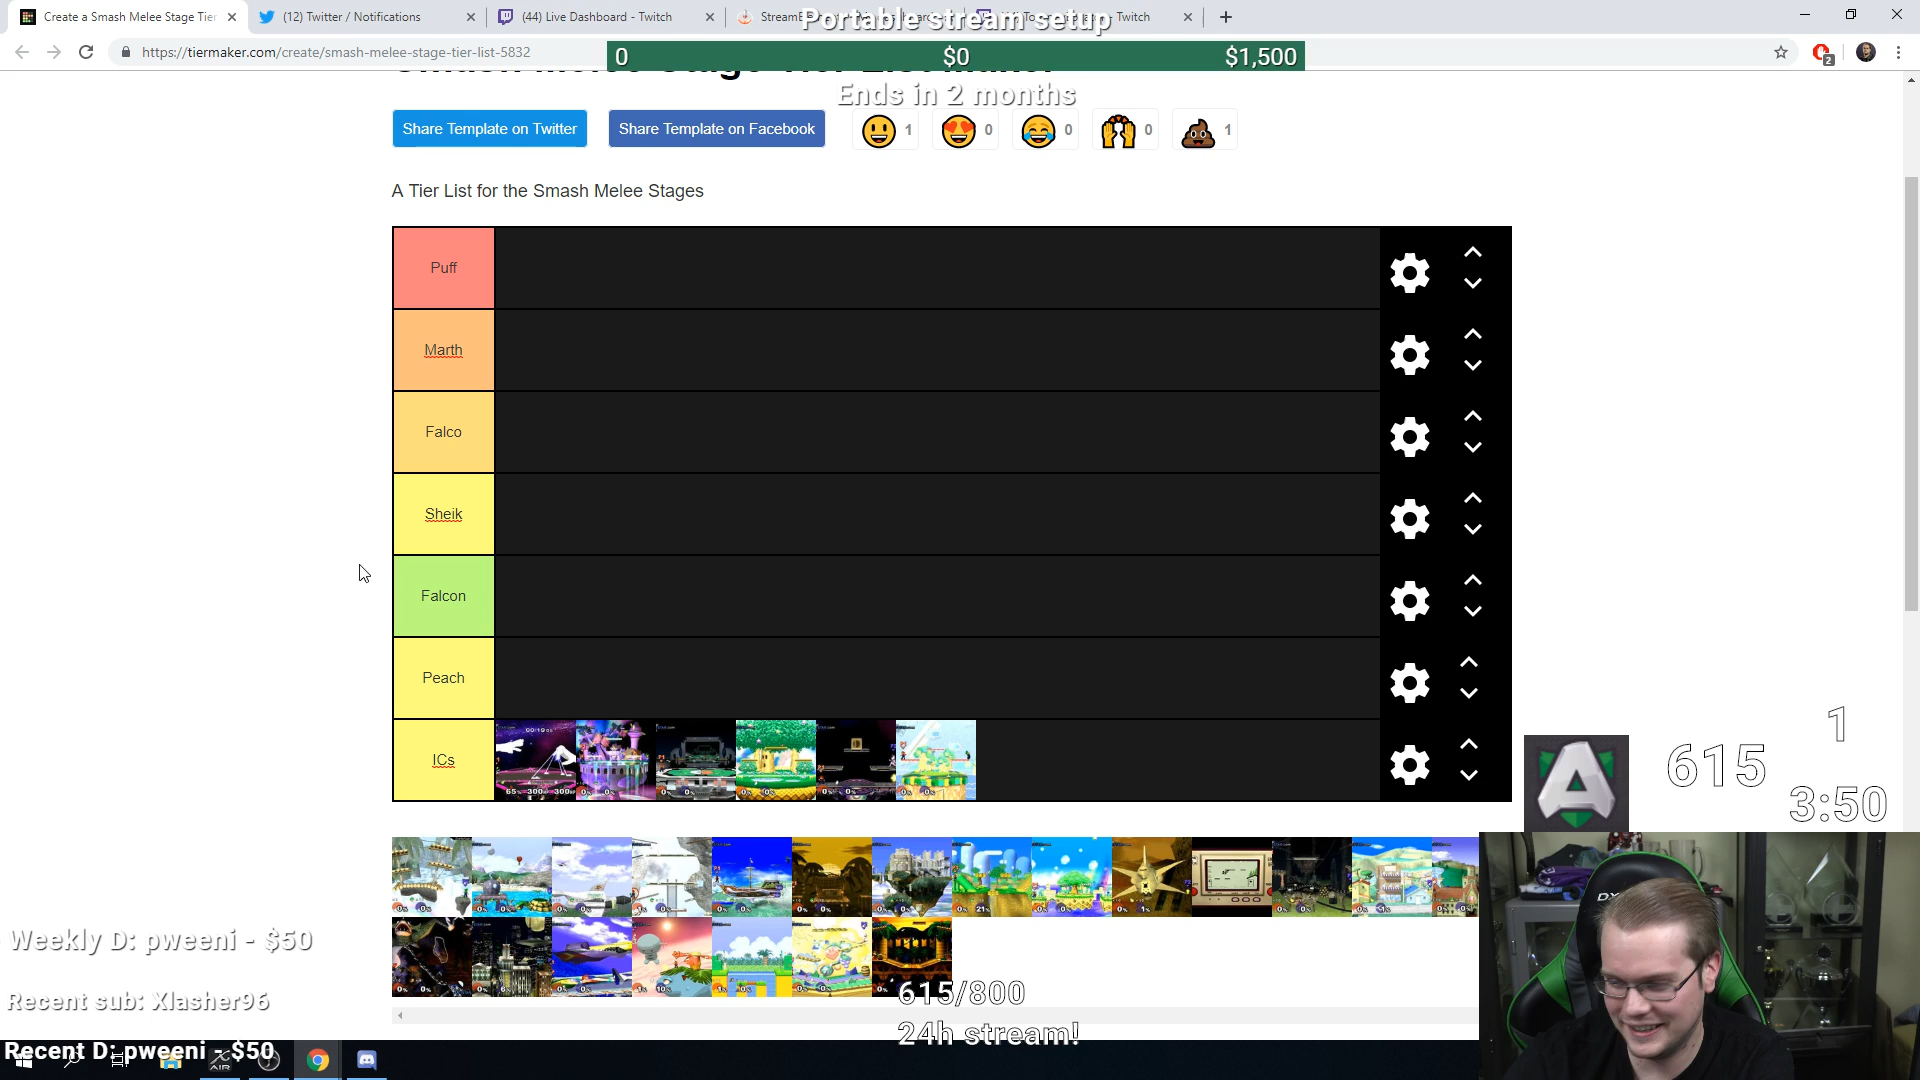 Create a Smash Melee Stage Tier
(12) Twitter / Notifications
(44) Live Dashboard - Twitch
Portable stream setup
https://tiermaker.com/create/smash-melee-stage-tier-list-5832
0 $0 $1,500
2
Ends in 2 months
Share Template on Twitter
Share Template on Facebook
1 0 0 0 1
A Tier List for the Smash Melee Stages
Puff
Marth
Falco
Sheik
Falcon
Peach
ICs
1
615
3:50
Weekly D: pweeni - $50
Recent sub: Xlasher96
615/800
24h stream!
Recent D: pweeni - $50